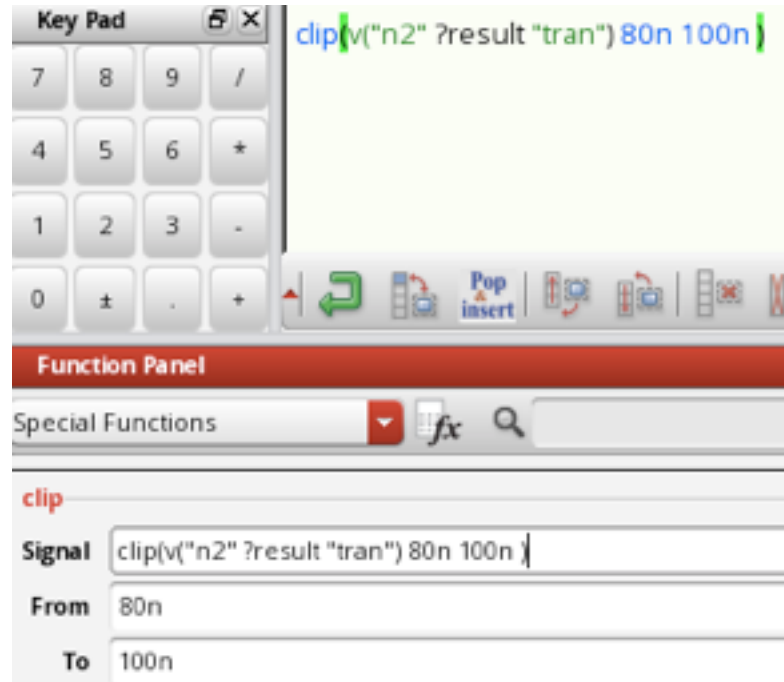 Key Pad
clip(v("n2" ?result "tran") 80n 100n )
7 8 9 /
4 5 6 *
1 2 3 -
0 ± . +
Pop & insert
Function Panel
Special Functions
fx
clip
Signal clip(v("n2" ?result "tran") 80n 100n )
From 80n
To 100n